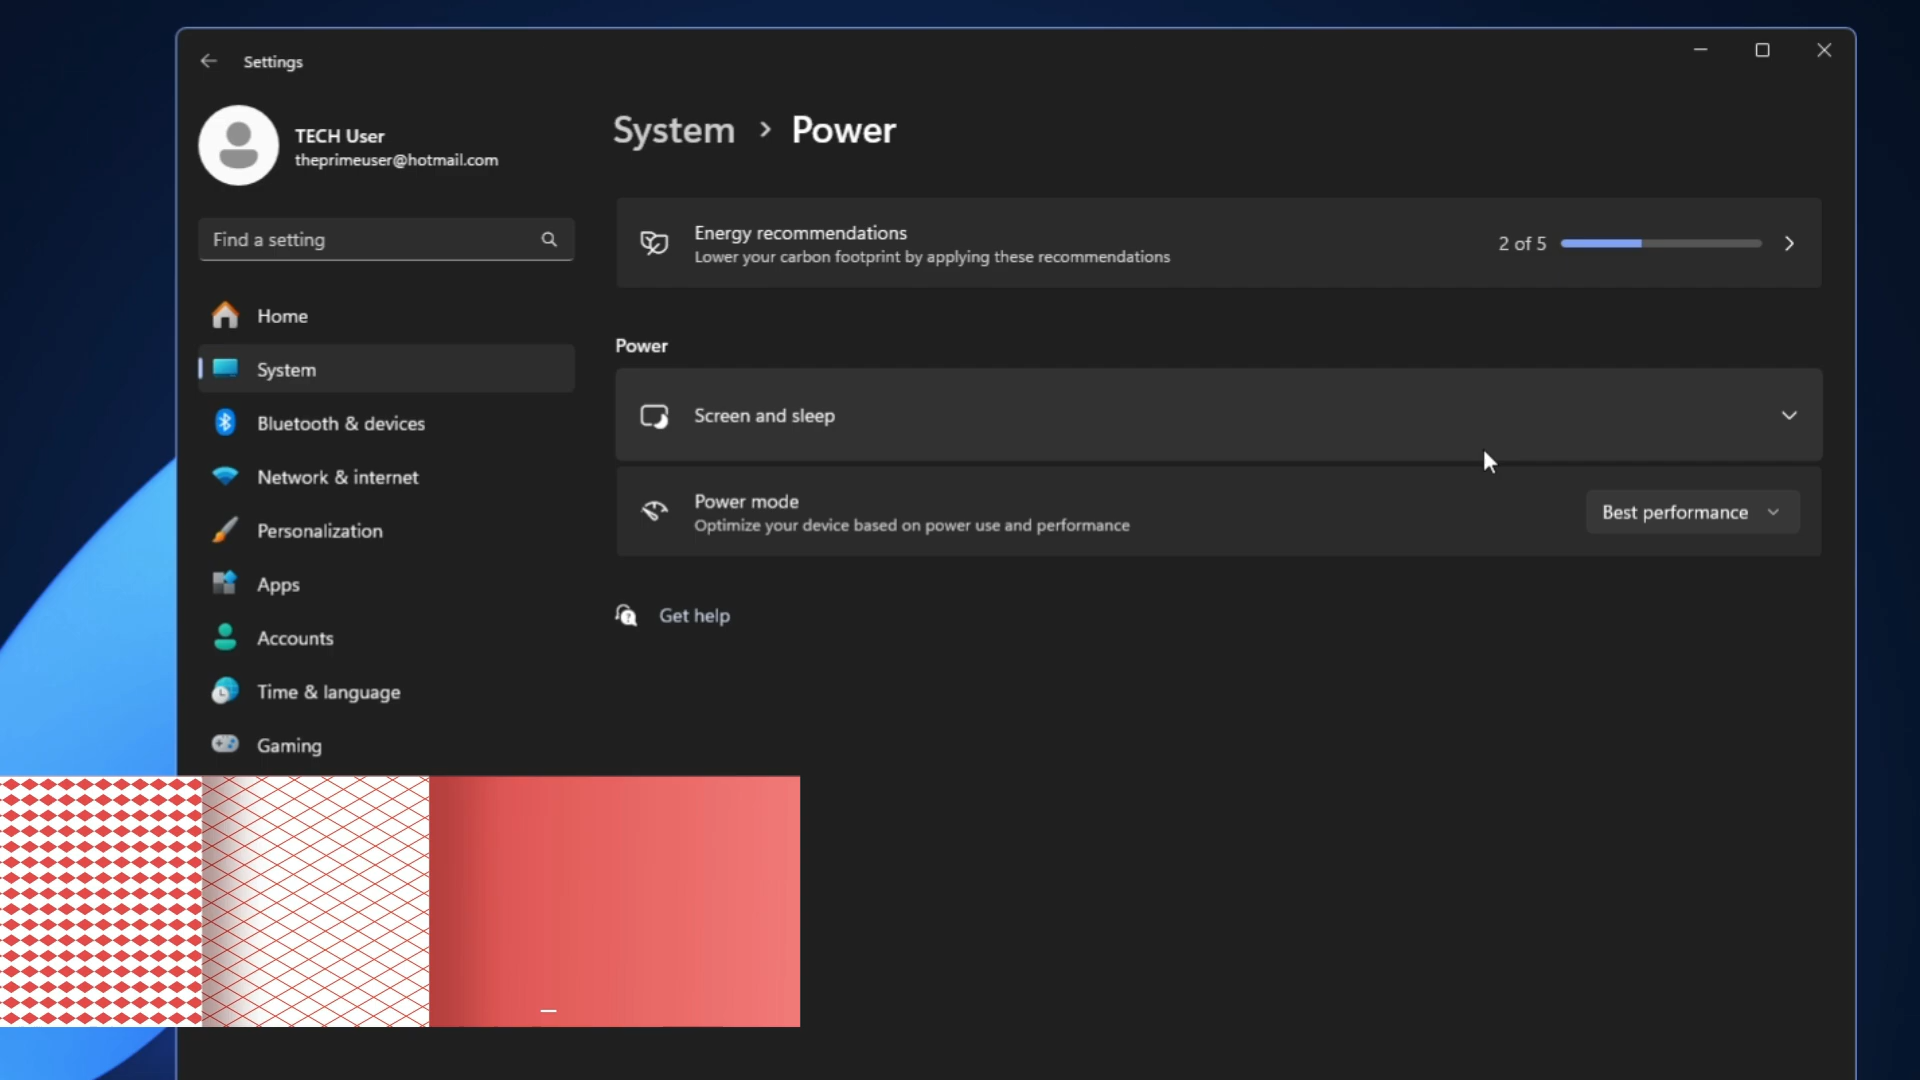 Settings
TECH User
theprimeuser@hotmail.com
Find a setting
Home
System
Bluetooth & devices
Network & internet
Personalization
Apps
Accounts
Time & language
Gaming
System > Power
Energy recommendations
Lower your carbon footprint by applying these recommendations
2 of 5
Power
Screen and sleep
Power mode
Optimize your device based on power use and performance
Best performance
Get help